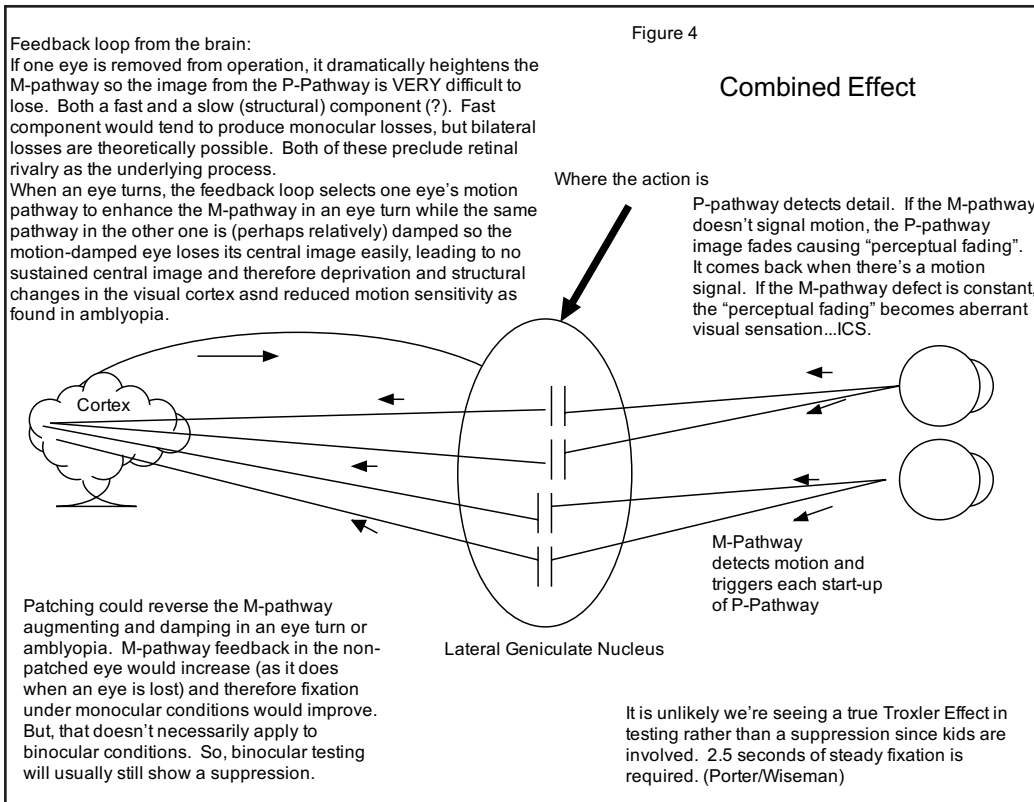 Figure 4
Combined Effect
Feedback loop from the brain:
If one eye is removed from operation, it dramatically heightens the
M-pathway so the image from the P-Pathway is VERY difficult to
lose.  Both a fast and a slow (structural) component (?).  Fast
component would tend to produce monocular losses, but bilateral
losses are theoretically possible.  Both of these preclude retinal
rivalry as the underlying process.
When an eye turns, the feedback loop selects one eye's motion
pathway to enhance the M-pathway in an eye turn while the same
pathway in the other one is (perhaps relatively) damped so the
motion-damped eye loses its central image easily, leading to no
sustained central image and therefore deprivation and structural
changes in the visual cortex asnd reduced motion sensitivity as
found in amblyopia.
Where the action is
P-pathway detects detail.  If the M-pathway
doesn't signal motion, the P-pathway
image fades causing "perceptual fading".
It comes back when there's a motion
signal.  If the M-pathway defect is constant,
the "perceptual fading" becomes aberrant
visual sensation...ICS.
Cortex
M-Pathway
detects motion and
triggers each start-up
of P-Pathway
Lateral Geniculate Nucleus
Patching could reverse the M-pathway
augmenting and damping in an eye turn or
amblyopia.  M-pathway feedback in the non-
patched eye would increase (as it does
when an eye is lost) and therefore fixation
under monocular conditions would improve.
But, that doesn't necessarily apply to
binocular conditions.  So, binocular testing
will usually still show a suppression.
It is unlikely we're seeing a true Troxler Effect in
testing rather than a suppression since kids are
involved.  2.5 seconds of steady fixation is
required. (Porter/Wiseman)